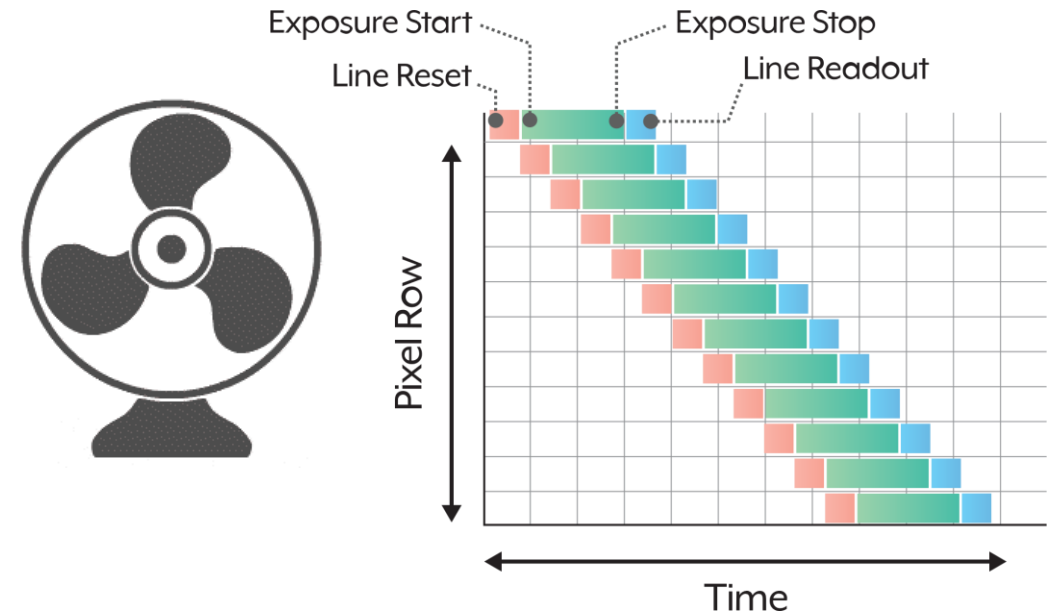 Exposure Start
Exposure Stop
Line Reset
Line Readout
Pixel Row
Time